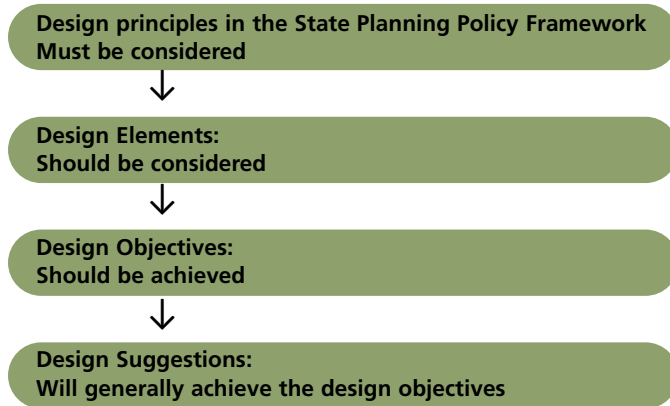 Design principles in the State Planning Policy Framework
Must be considered
Design Elements:
Should be considered
Design Objectives:
Should be achieved
Design Suggestions:
Will generally achieve the design objectives